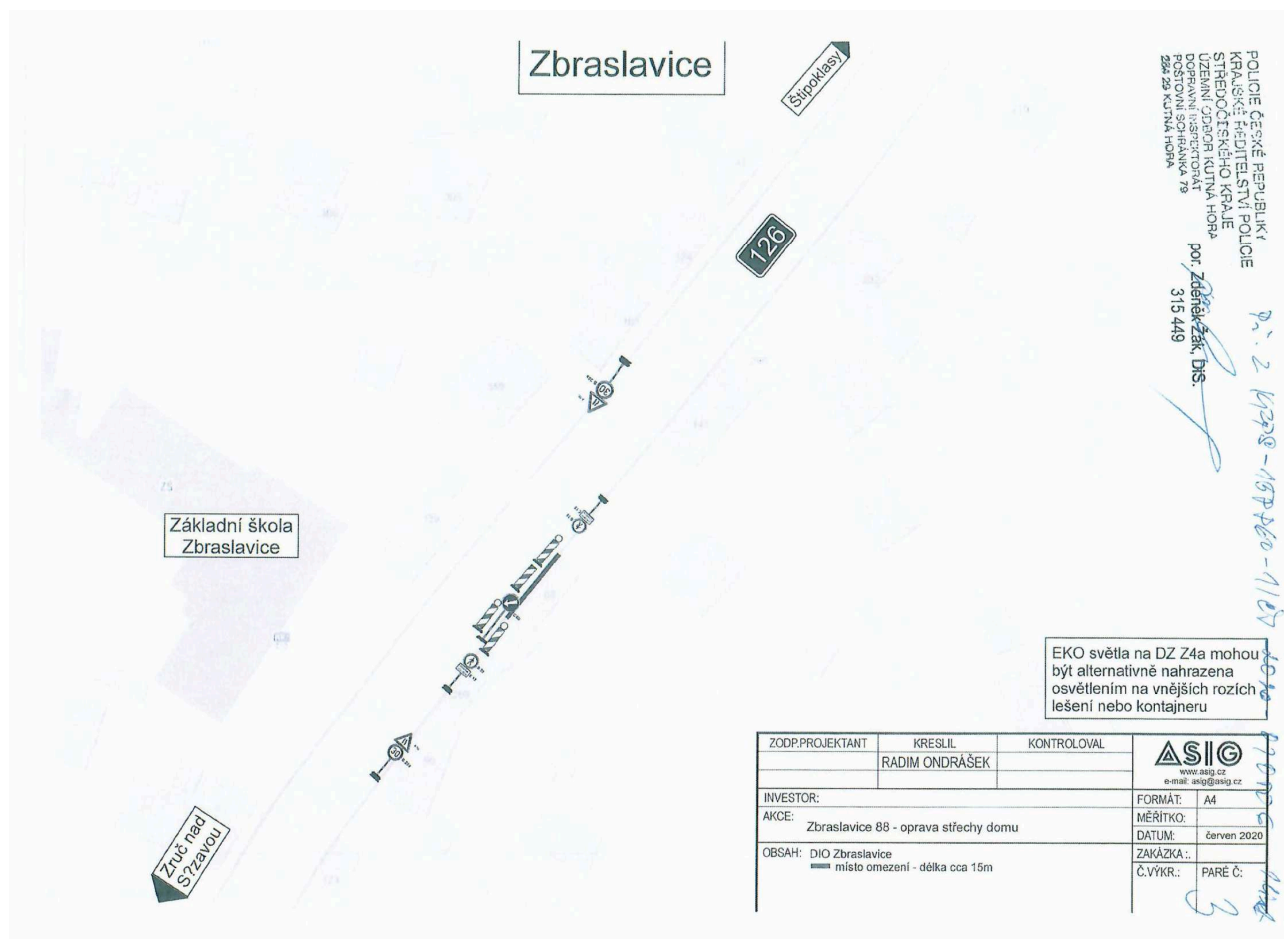 Zbraslavice
Štipoklasy
126
POLICIE ČESKÉ REPUBLIKY
KRAJSKÉ ŘEDITELSTVÍ POLICIE
STŘEDOČESKÉHO KRAJE
ÚZEMNÍ ODBOR KUTNÁ HORA
DOPRAVNÍ INSPEKTORÁT
POŠTOVNÍ SCHRÁNKA 79
284 29 KUTNÁ HORA
por. Zdeněk Žák, DiS.
315 449
30
Základní škola
Zbraslavice
30
Zruč nad
S?zavou
EKO světla na DZ Z4a mohou
být alternativně nahrazena
osvětlením na vnějších rozích
lešení nebo kontajneru
ZODP.PROJEKTANT KRESLIL KONTROLOVAL
RADIM ONDRÁŠEK
ASIG
www.asig.cz
e-mail: asig@asig.cz
INVESTOR:
AKCE: Zbraslavice 88 - oprava střechy domu
OBSAH: DIO Zbraslavice
místo omezení - délka cca 15m
FORMÁT: A4
MĚŘÍTKO:
DATUM: červen 2020
ZAKÁZKA :.
Č.VÝKR.: PARÉ Č:
3